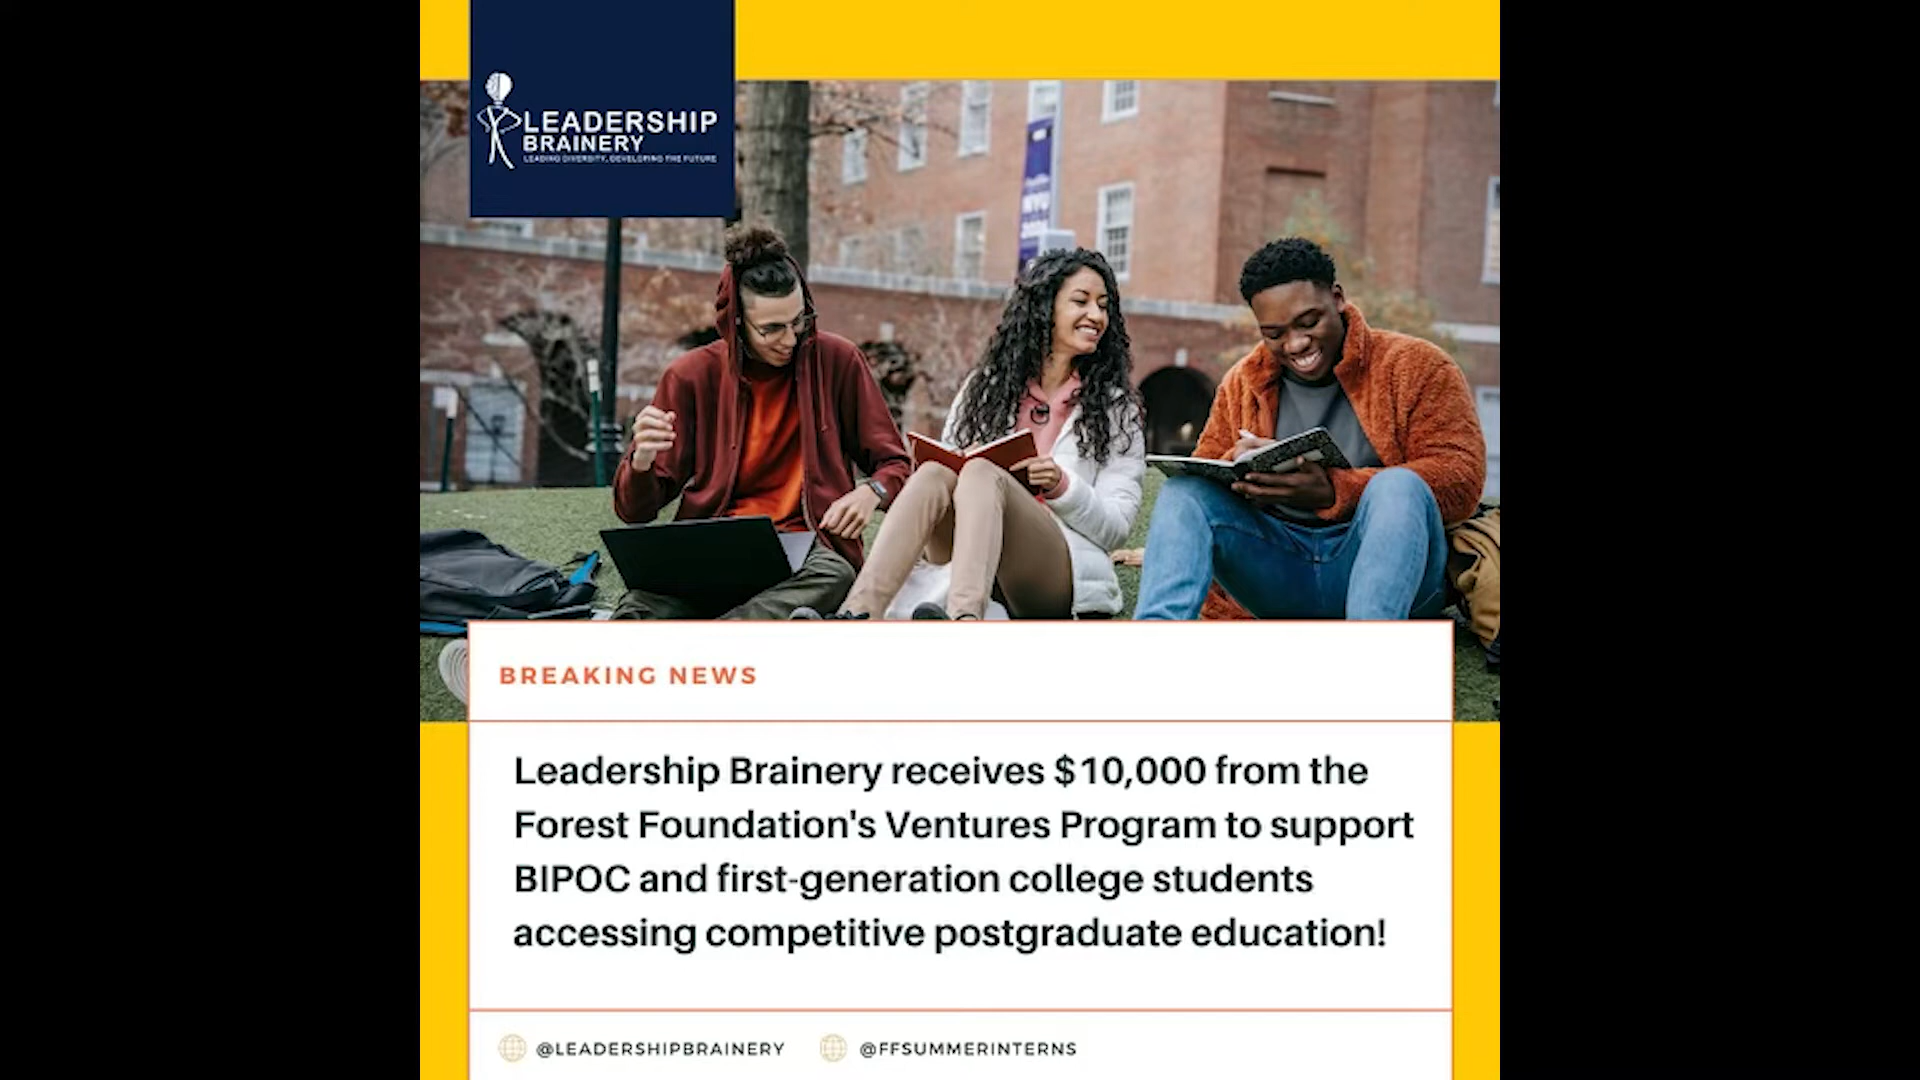 LEADERSHIP
BRAINERY
LEADING DIVERSITY, DEVELOPING THE FUTURE
NYU
BREAKING NEWS
Leadership Brainery receives $10,000 from the
Forest Foundation's Ventures Program to support
BIPOC and first-generation college students
accessing competitive postgraduate education!
@LEADERSHIPBRAINERY @FFSUMMERINTERNS